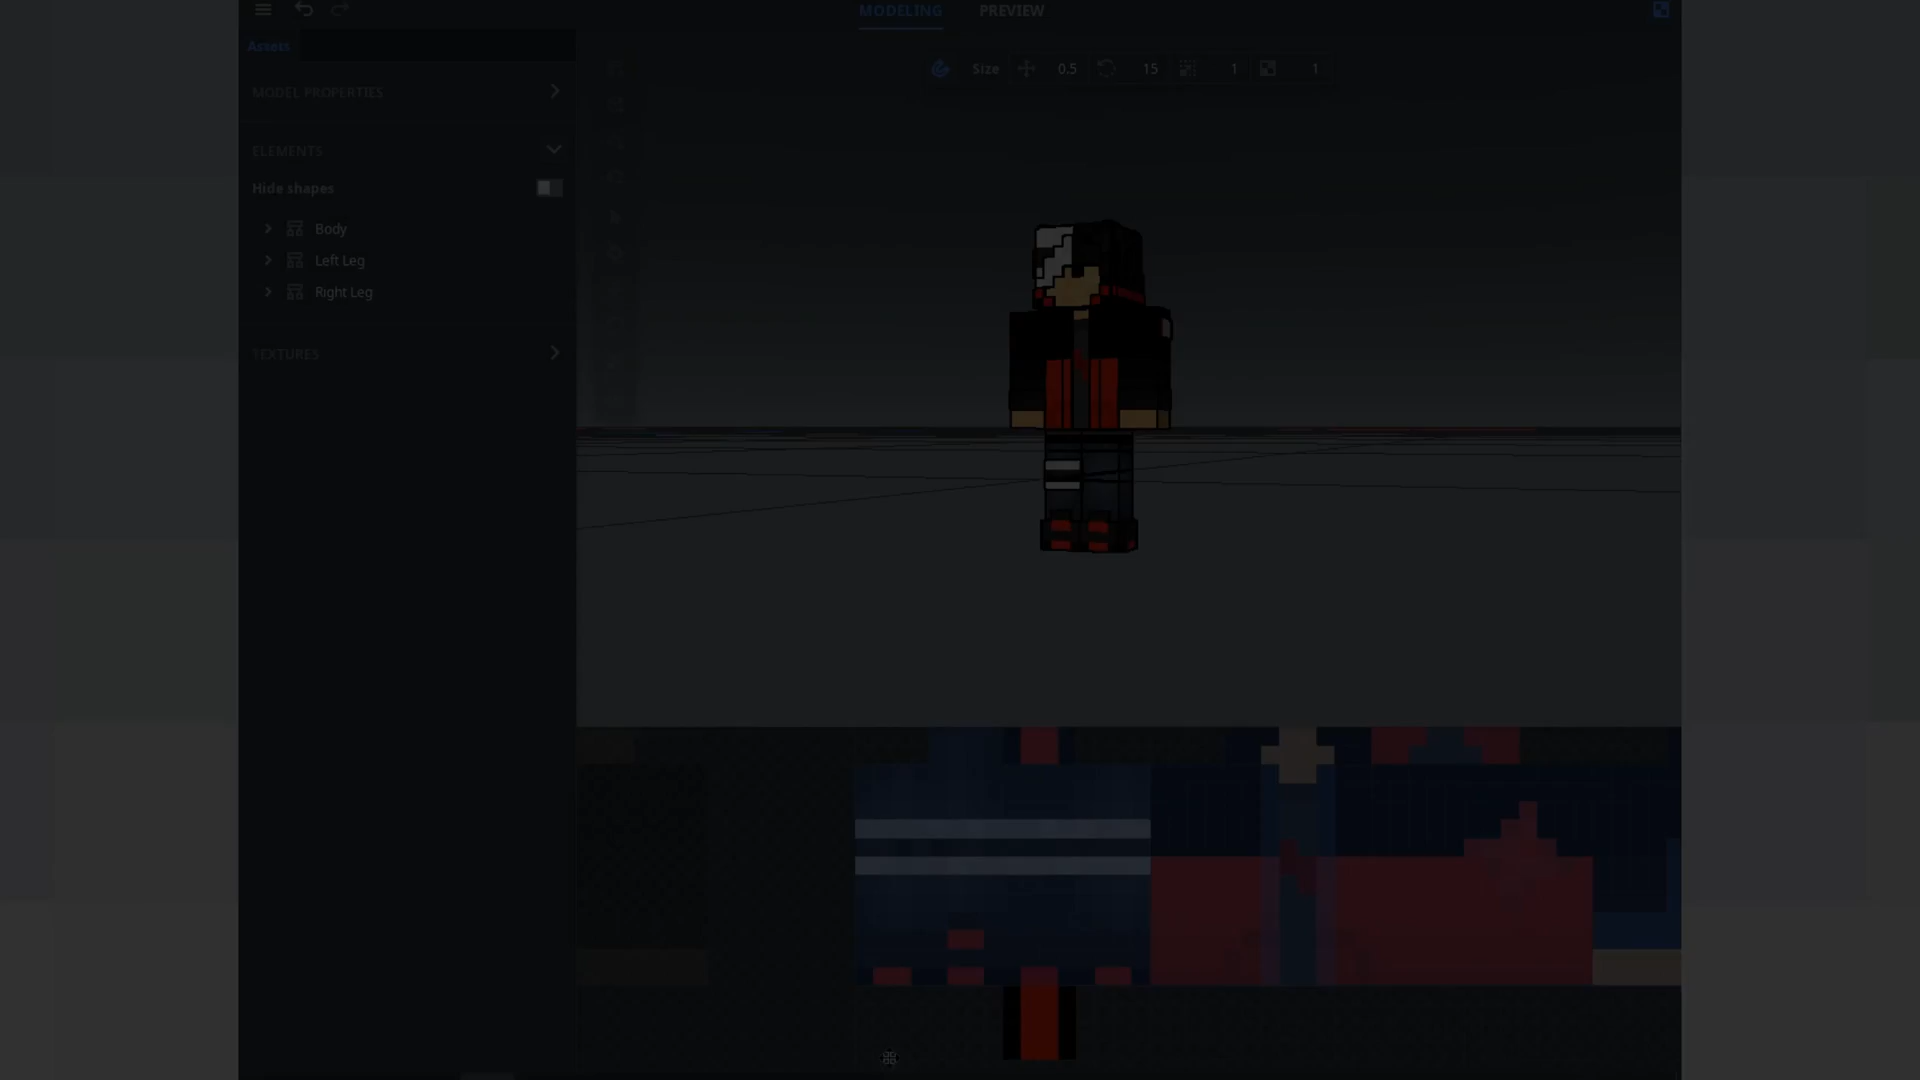 MODELING PREVIEW
Assets
Size 0.5 15 1 1
MODEL PROPERTIES
ELEMENTS
Hide shapes
Body
Left Leg
Right Leg
TEXTURES